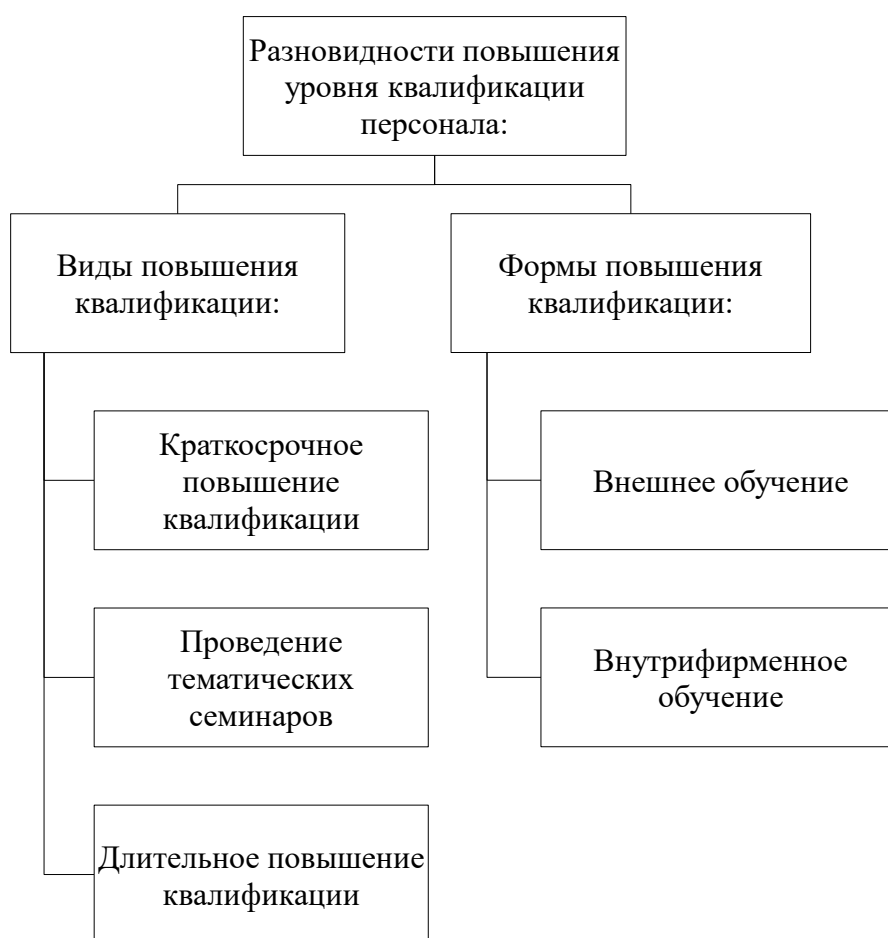 Разновидности повышения
уровня квалификации
персонала:
Виды повышения
квалификации:
Формы повышения
квалификации:
Краткосрочное
повышение
квалификации
Внешнее обучение
Проведение
тематических
семинаров
Внутрифирменное
обучение
Длительное повышение
квалификации